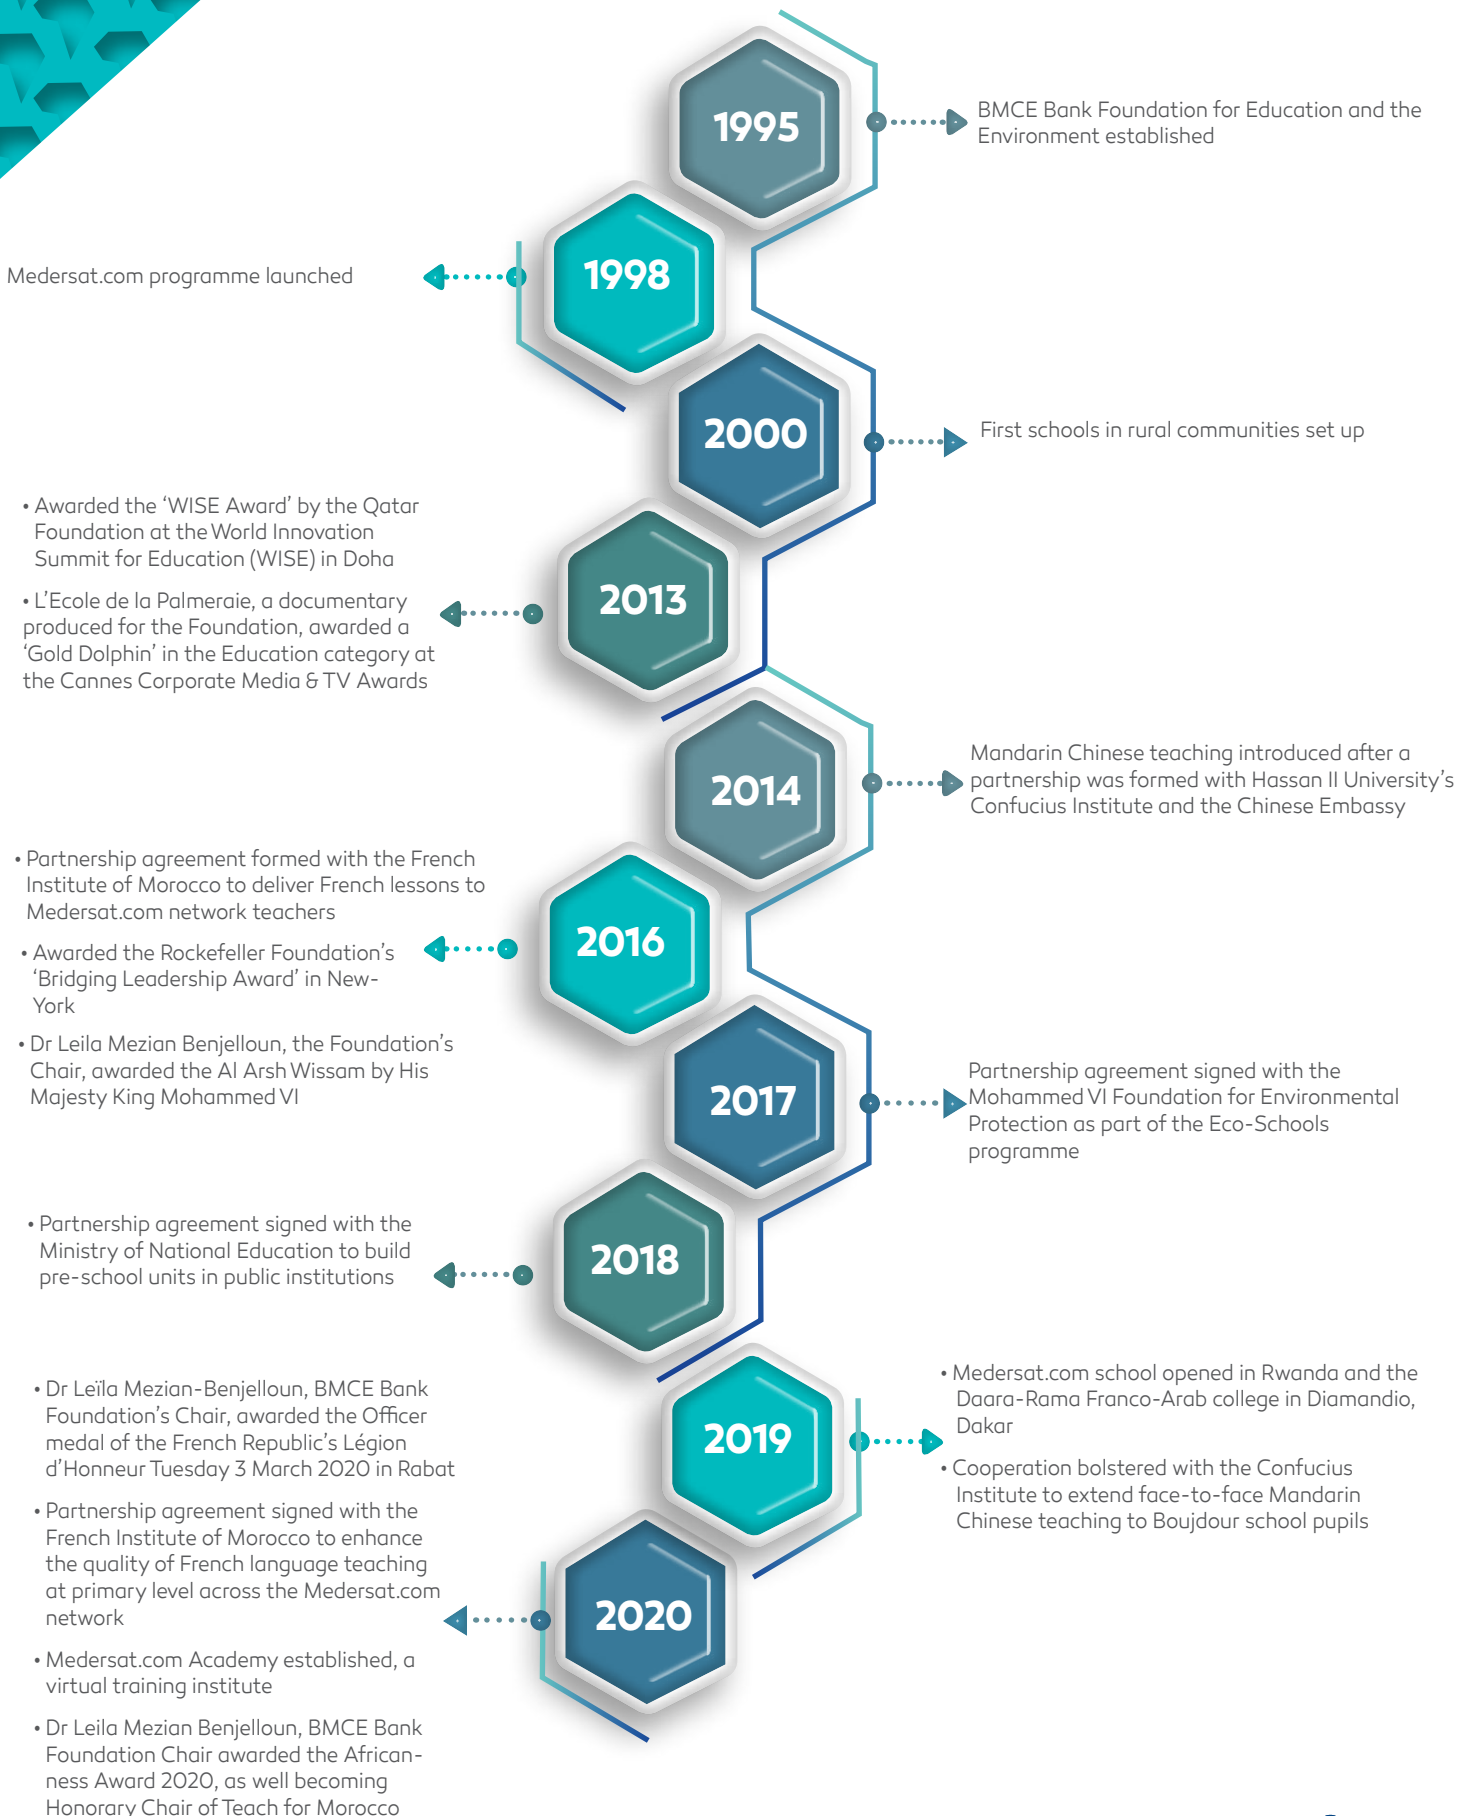 1995
BMCE Bank Foundation for Education and the
Environment established
1998
Medersat.com programme launched
2000
First schools in rural communities set up
2013
• Awarded the ‘WISE Award’ by the Qatar
Foundation at the World Innovation
Summit for Education (WISE) in Doha
• L’Ecole de la Palmeraie, a documentary
produced for the Foundation, awarded a
‘Gold Dolphin’ in the Education category at
the Cannes Corporate Media & TV Awards
2014
Mandarin Chinese teaching introduced after a
partnership was formed with Hassan II University’s
Confucius Institute and the Chinese Embassy
2016
• Partnership agreement formed with the French
Institute of Morocco to deliver French lessons to
Medersat.com network teachers
• Awarded the Rockefeller Foundation’s
‘Bridging Leadership Award’ in New-
York
• Dr Leila Mezian Benjelloun, the Foundation’s
Chair, awarded the Al Arsh Wissam by His
Majesty King Mohammed VI
2017
Partnership agreement signed with the
Mohammed VI Foundation for Environmental
Protection as part of the Eco-Schools
programme
2018
• Partnership agreement signed with the
Ministry of National Education to build
pre-school units in public institutions
2019
• Medersat.com school opened in Rwanda and the
Daara-Rama Franco-Arab college in Diamandio,
Dakar
• Cooperation bolstered with the Confucius
Institute to extend face-to-face Mandarin
Chinese teaching to Boujdour school pupils
2020
• Dr Leïla Mezian-Benjelloun, BMCE Bank
Foundation’s Chair, awarded the Officer
medal of the French Republic’s Légion
d’Honneur Tuesday 3 March 2020 in Rabat
• Partnership agreement signed with the
French Institute of Morocco to enhance
the quality of French language teaching
at primary level across the Medersat.com
network
• Medersat.com Academy established, a
virtual training institute
• Dr Leila Mezian Benjelloun, BMCE Bank
Foundation Chair awarded the African-
ness Award 2020, as well becoming
Honorary Chair of Teach for Morocco